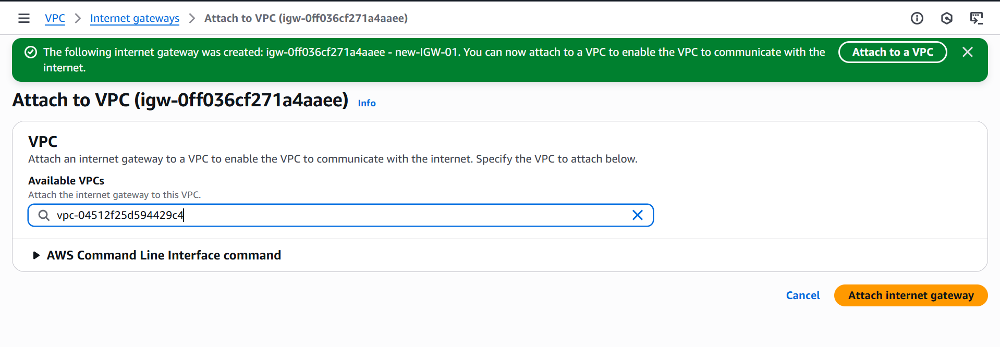 VPC > Internet gateways > Attach to VPC (igw-0ff036cf271a4aaee)
The following internet gateway was created: igw-0ff036cf271a4aaee - new-IGW-01. You can now attach to a VPC to enable the VPC to communicate with the
internet.
Attach to a VPC
Attach to VPC (igw-0ff036cf271a4aaee) Info
VPC
Attach an internet gateway to a VPC to enable the VPC to communicate with the internet. Specify the VPC to attach below.
Available VPCs
Attach the internet gateway to this VPC.
vpc-04512f25d594429c4
AWS Command Line Interface command
Cancel
Attach internet gateway